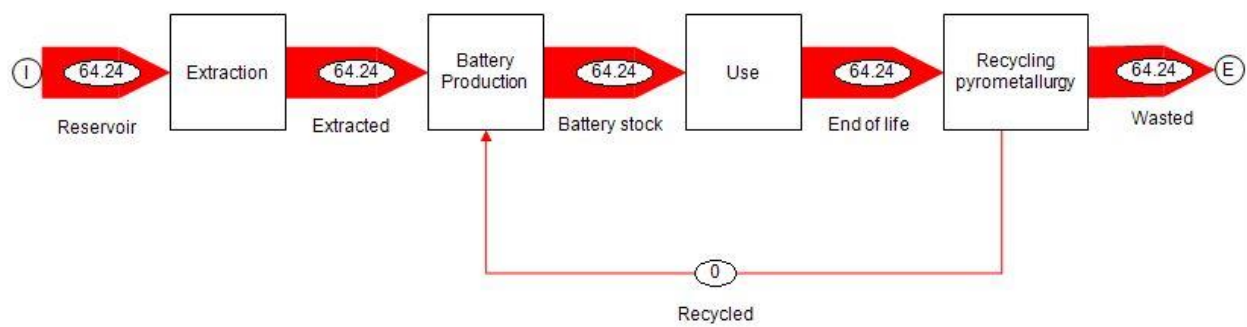 I
64.24
Reservoir
Extraction
64.24
Extracted
Battery
Production
64.24
Battery stock
Use
64.24
End of life
Recycling
pyrometallurgy
64.24
Wasted
E
0
Recycled